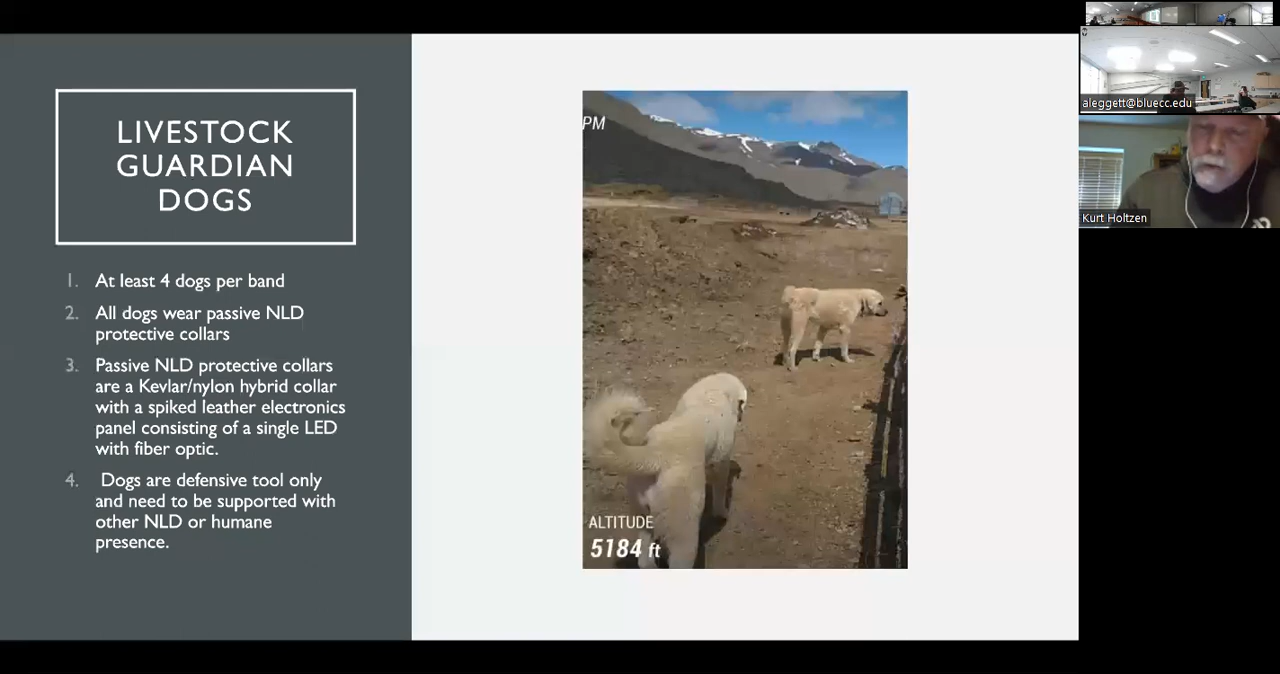 LIVESTOCK
GUARDIAN
DOGS
1. At least 4 dogs per band
2. All dogs wear passive NLD
protective collars
3. Passive NLD protective collars
are a Kevlar/nylon hybrid collar
with a spiked leather electronics
panel consisting of a single LED
with fiber optic.
4. Dogs are defensive tool only
and need to be supported with
other NLD or humane
presence.
PM
ALTITUDE
5184 ft
aleggett@bluecc.edu
Kurt Holtzen